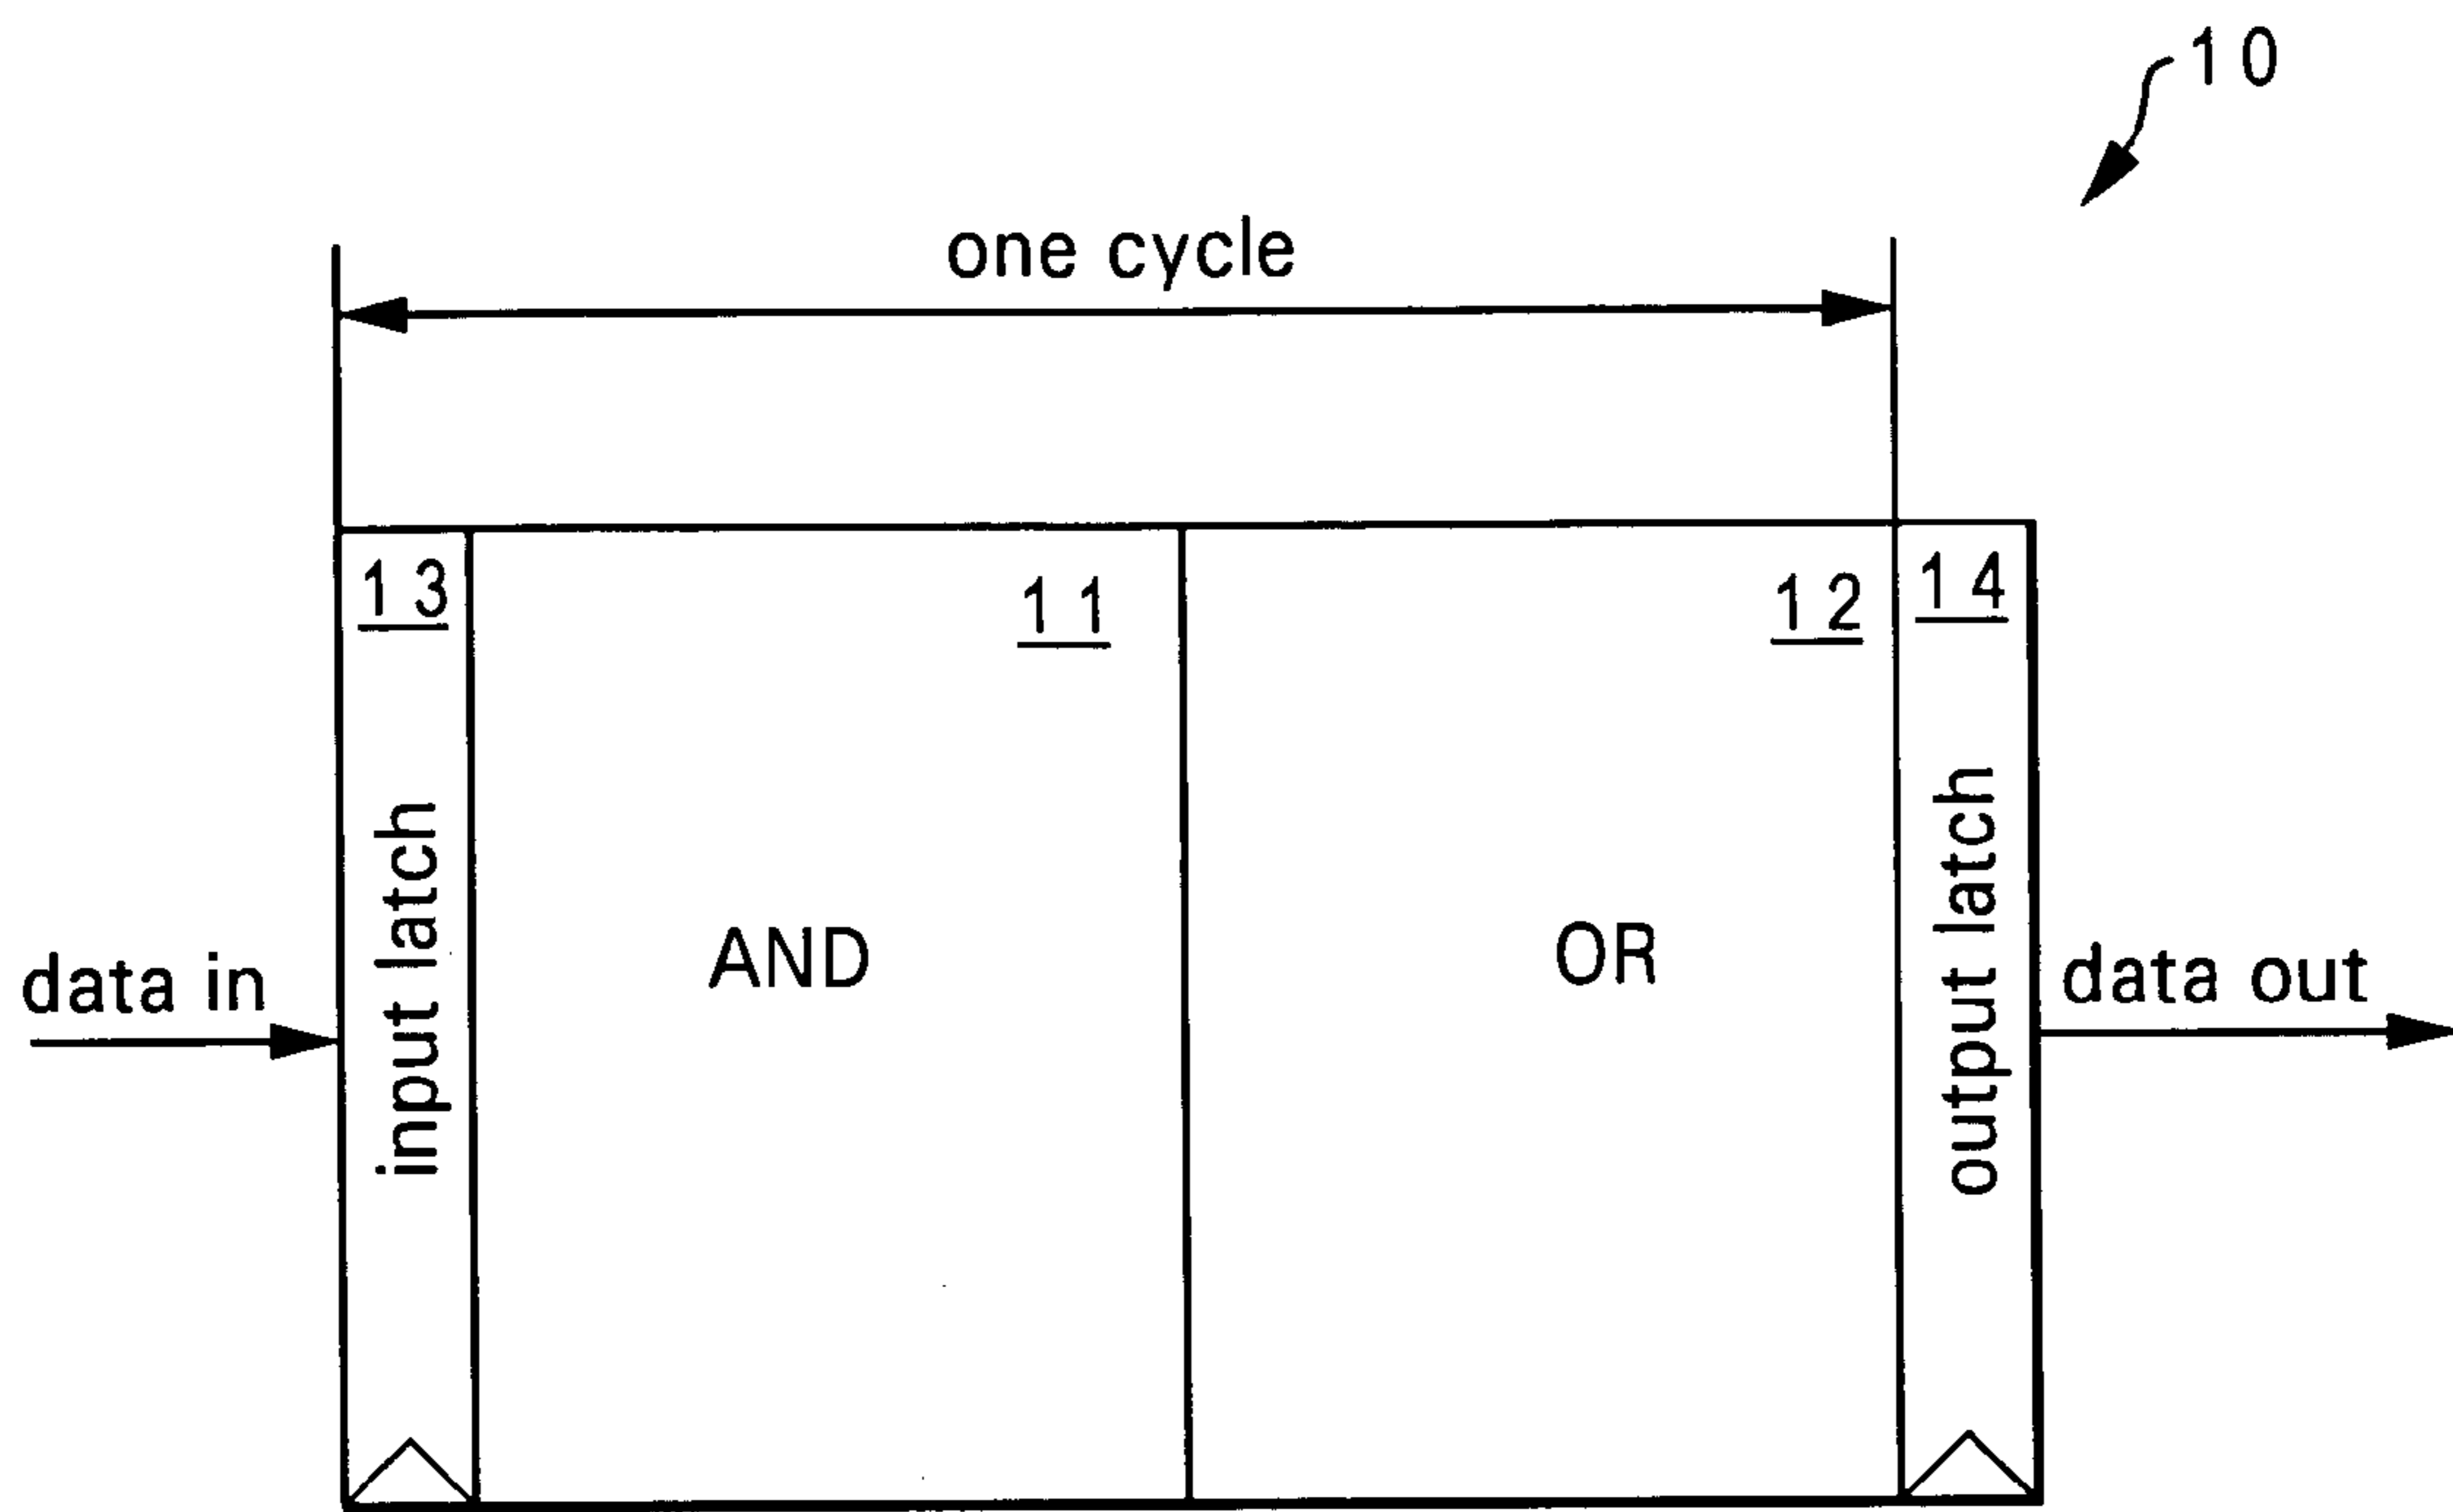 10
one cycle
13
11
12
14
input latch
AND
OR
output latch
data in
data out